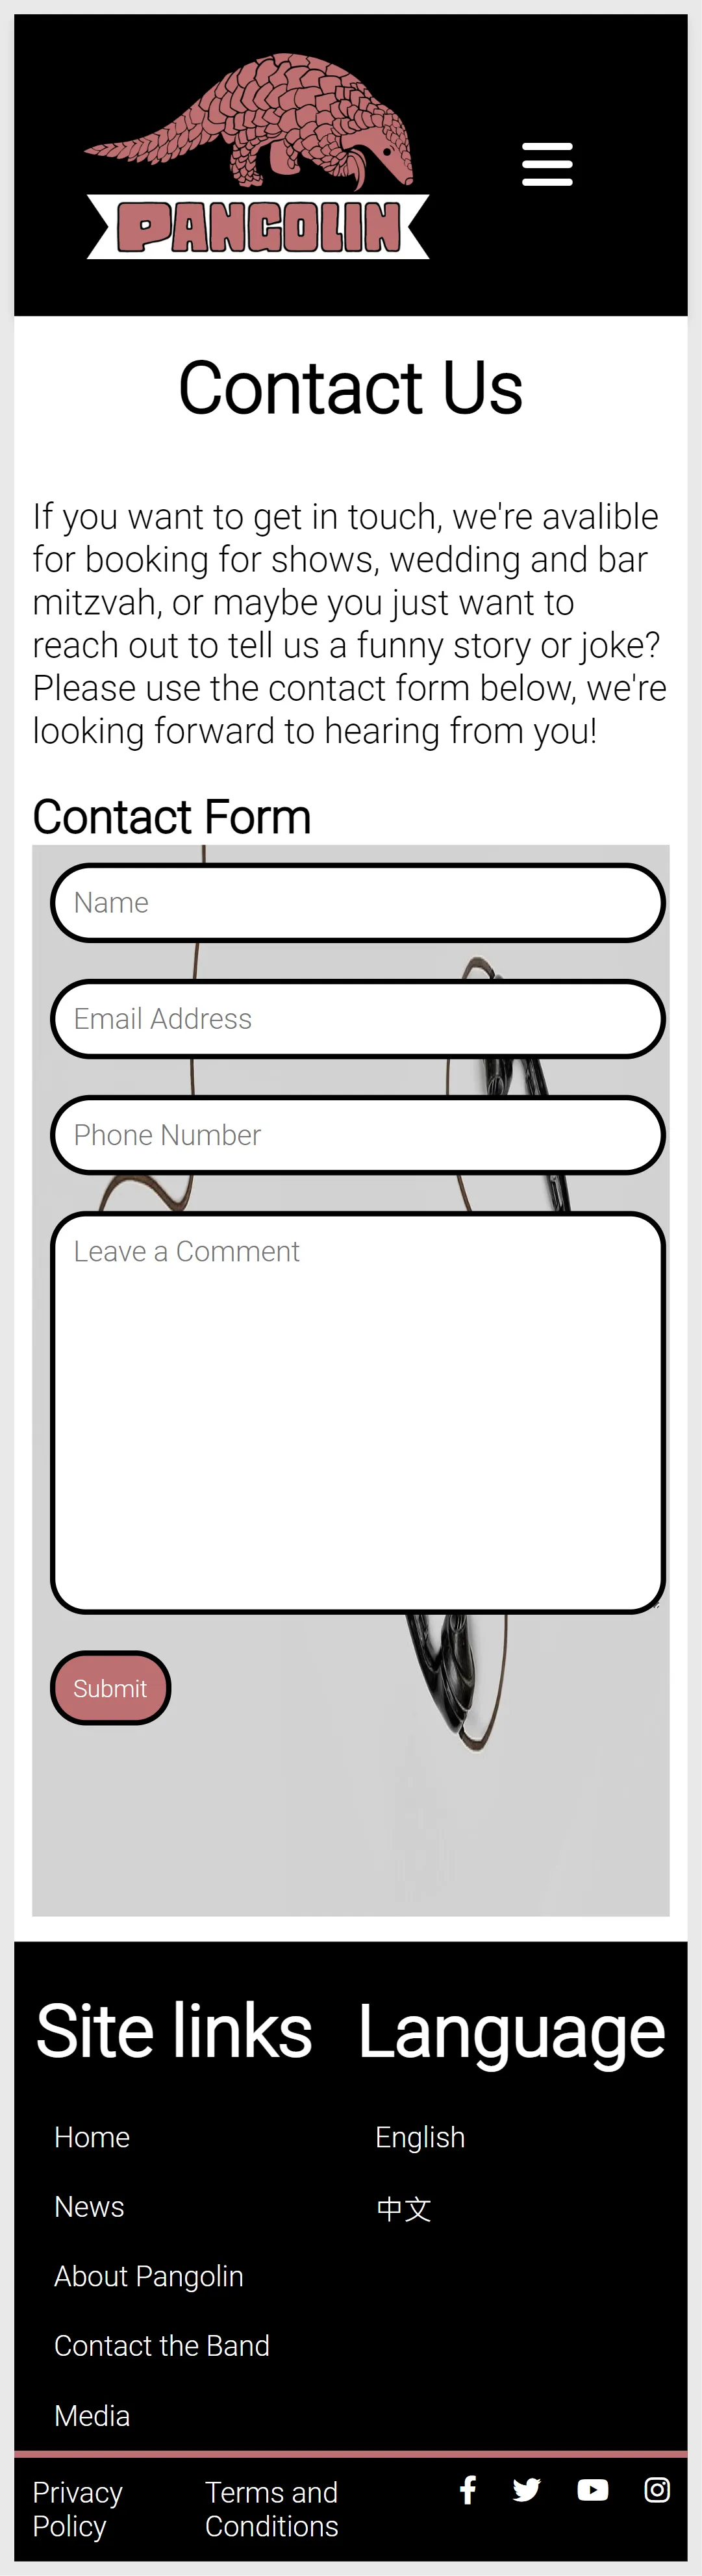 PANGOLIN
Contact Us
If you want to get in touch, we're avalible
for booking for shows, wedding and bar
mitzvah, or maybe you just want to
reach out to tell us a funny story or joke?
Please use the contact form below, we're
looking forward to hearing from you!
Contact Form
Name
Email Address
Phone Number
Leave a Comment
Submit
Site links
Home
News
About Pangolin
Contact the Band
Media
Language
English
中文
Privacy
Policy
Terms and
Conditions